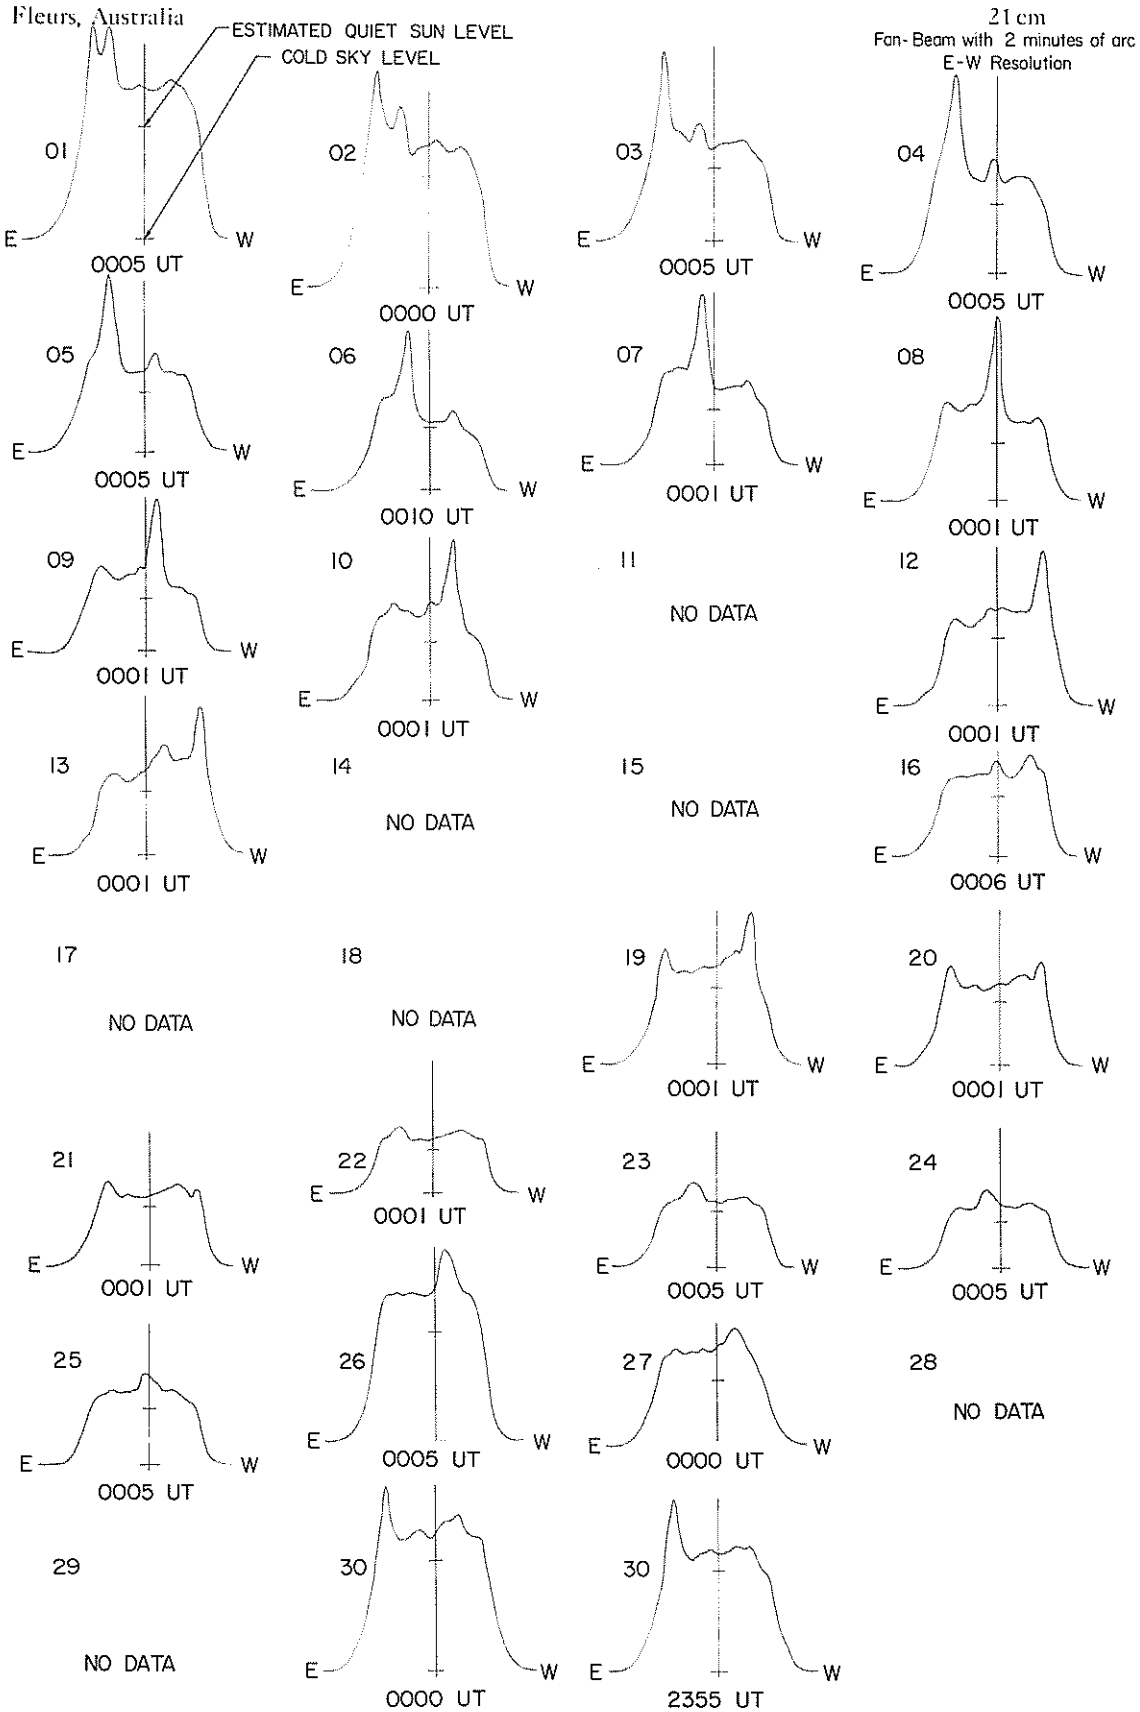 Fleurs, Australia
21 cm
Fan-Beam with 2 minutes of arc
E-W Resolution
ESTIMATED QUIET SUN LEVEL
COLD SKY LEVEL
01
E W
0005 UT
02
E W
0000 UT
03
E W
0005 UT
04
E W
0005 UT
05
E W
0005 UT
06
E W
0010 UT
07
E W
0001 UT
08
E W
0001 UT
09
E W
0001 UT
10
E W
0001 UT
11
NO DATA
12
E W
0001 UT
13
E W
0001 UT
14
NO DATA
15
NO DATA
16
E W
0006 UT
17
NO DATA
18
NO DATA
19
E W
0001 UT
20
E W
0001 UT
21
E W
0001 UT
22
E W
0001 UT
23
E W
0005 UT
24
E W
0005 UT
25
E W
0005 UT
26
E W
0005 UT
27
E W
0000 UT
28
NO DATA
29
NO DATA
30
E W
0000 UT
30
E W
2355 UT